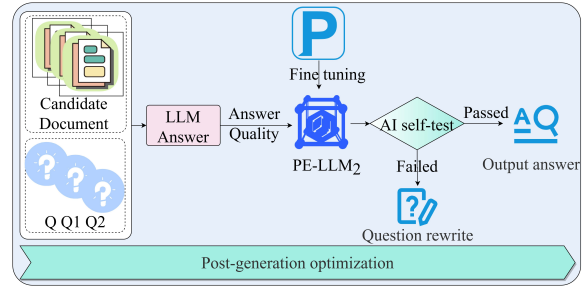 P
Fine tuning
Candidate
Document
LLM
Answer
Answer
Quality
PE-LLM2
AI self-test
Passed
AQ
Output answer
Failed
Q Q1 Q2
Question rewrite
Post-generation optimization